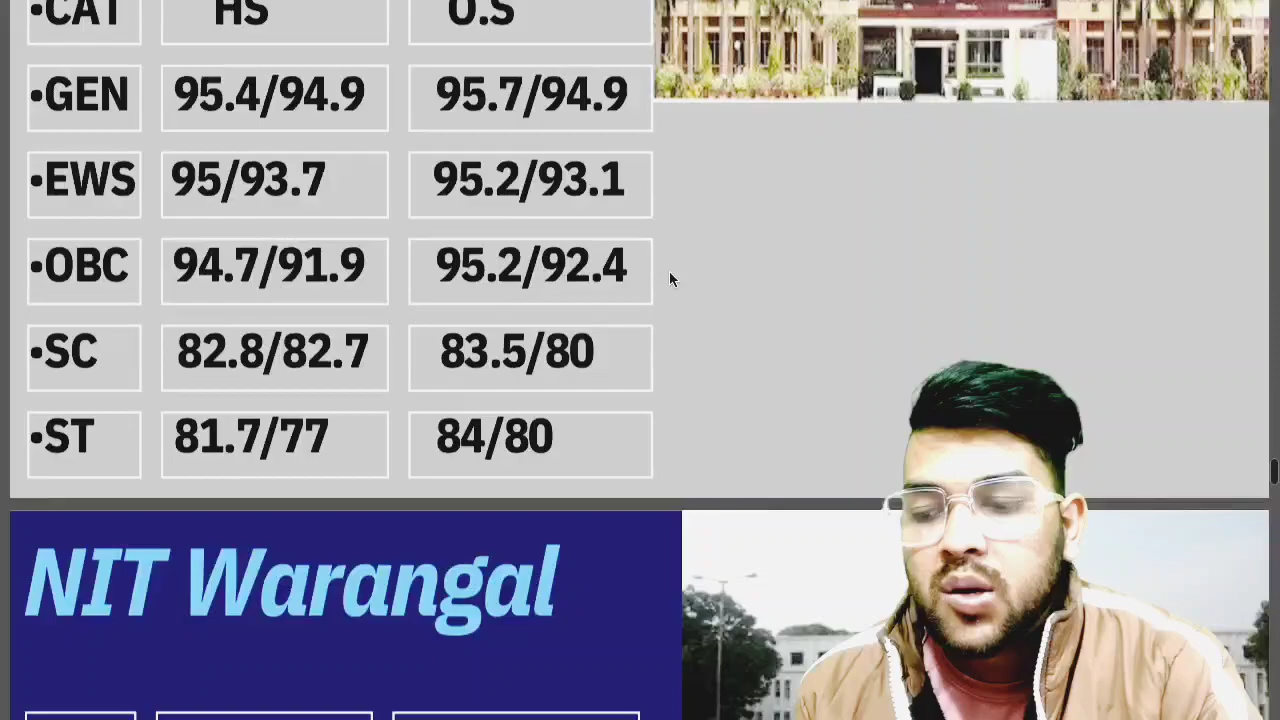 •CAT HS O.S
•GEN 95.4/94.9 95.7/94.9
•EWS 95/93.7 95.2/93.1
•OBC 94.7/91.9 95.2/92.4
•SC 82.8/82.7 83.5/80
•ST 81.7/77 84/80
NIT Warangal